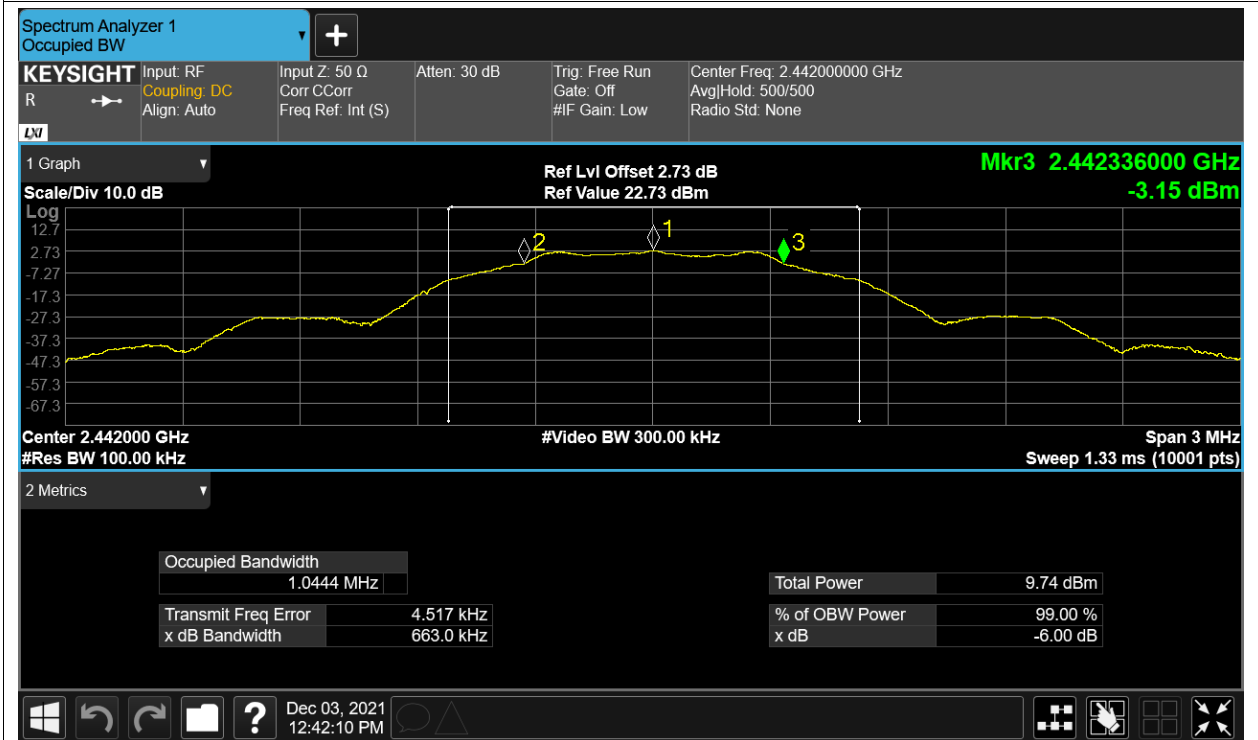 Spectrum Analyzer 1
Occupied BW
KEYSIGHT
R
LXI
Input: RF
Coupling: DC
Align: Auto
Input Z: 50 Ω
Corr CCorr
Freq Ref: Int (S)
Atten: 30 dB
Trig: Free Run
Gate: Off
#IF Gain: Low
Center Freq: 2.442000000 GHz
Avg|Hold: 500/500
Radio Std: None
1 Graph
Scale/Div 10.0 dB
Ref Lvl Offset 2.73 dB
Ref Value 22.73 dBm
Mkr3 2.442336000 GHz
-3.15 dBm
Log
12.7
2.73
-7.27
-17.3
-27.3
-37.3
-47.3
-57.3
-67.3
2
1
3
Center 2.442000 GHz
#Res BW 100.00 kHz
#Video BW 300.00 kHz
Span 3 MHz
Sweep 1.33 ms (10001 pts)
2 Metrics
Occupied Bandwidth
1.0444 MHz
Transmit Freq Error 4.517 kHz
x dB Bandwidth 663.0 kHz
Total Power 9.74 dBm
% of OBW Power 99.00 %
x dB -6.00 dB
?
Dec 03, 2021
12:42:10 PM